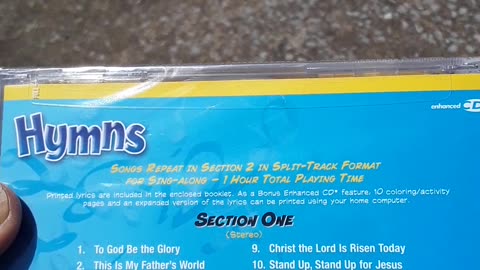 enhanced CD
Hymns
SONGS REPEAT IN SECTION 2 IN SPLIT-TRACK FORMAT
FOR SING-ALONG – 1 HOUR TOTAL PLAYING TIME
Printed lyrics are included in the enclosed booklet. As a Bonus Enhanced CD* feature, 10 coloring/activity
pages and an expanded version of the lyrics can be printed using your home computer.
SECTION ONE
(Stereo)
1. To God Be the Glory
2. This Is My Father's World
9. Christ the Lord Is Risen Today
10. Stand Up, Stand Up for Jesus